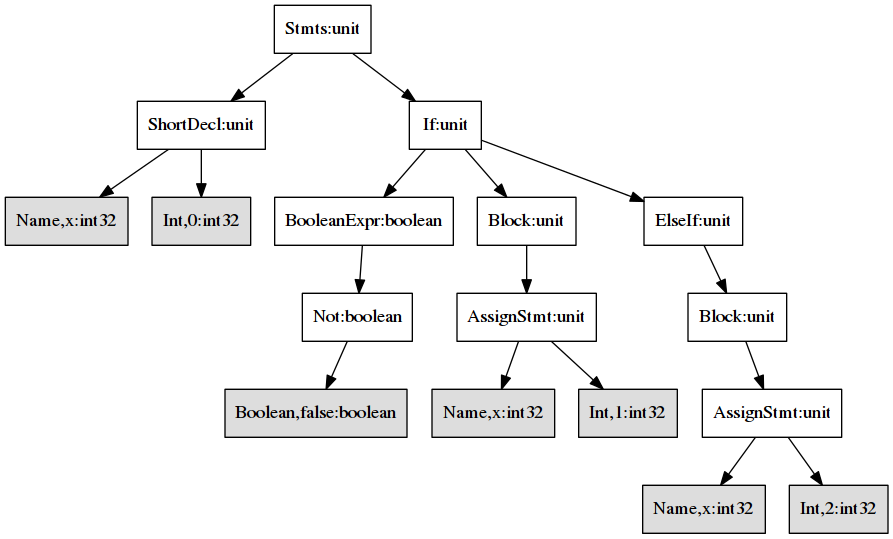 Stmts:unit
ShortDecl:unit
If:unit
Name,x:int32
Int,0:int32
BooleanExpr:boolean
Block:unit
ElseIf:unit
Not:boolean
AssignStmt:unit
Block:unit
Boolean,false:boolean
Name,x:int32
Int,1:int32
AssignStmt:unit
Name,x:int32
Int,2:int32